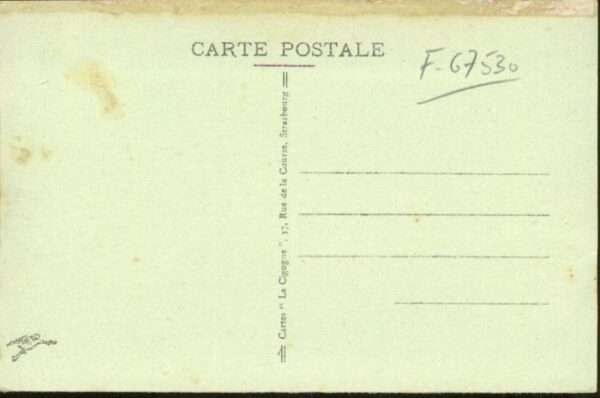 CARTE POSTALE
F-67530
Cartes " La Cigogne ", 37, Rue de la Course, Strasbourg